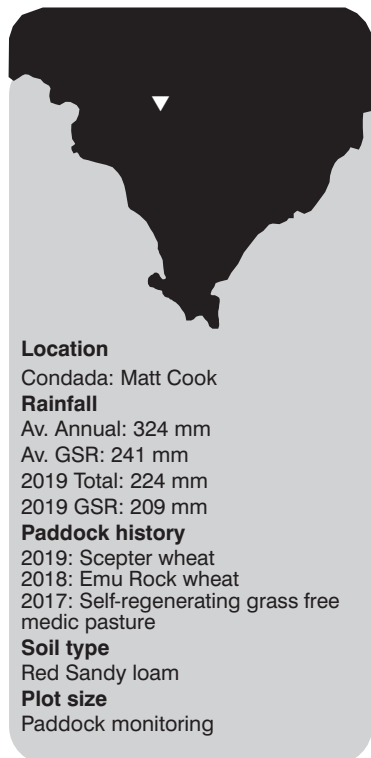 Location
Condada: Matt Cook
Rainfall
Av. Annual: 324 mm
Av. GSR: 241 mm
2019 Total: 224 mm
2019 GSR: 209 mm
Paddock history
2019: Scepter wheat
2018: Emu Rock wheat
2017: Self-regenerating grass free
medic pasture
Soil type
Red Sandy loam
Plot size
Paddock monitoring